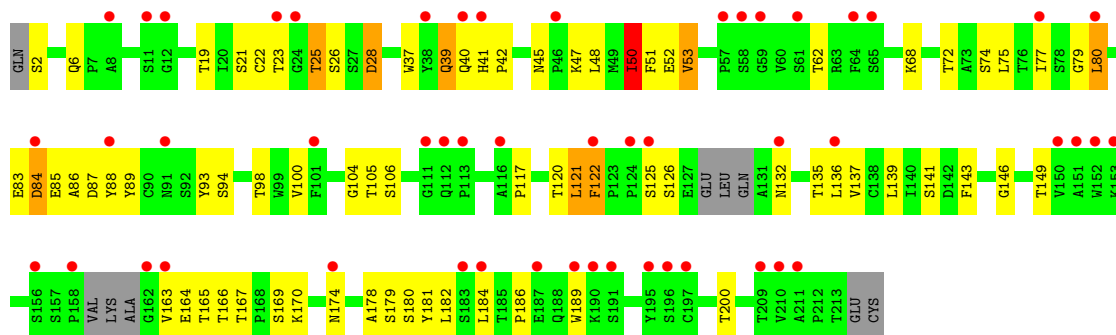 GLN S2 Q6 P7 A8 S11 G12 T19 I20 S21 C22 T23 G24 T25 S26 S27 D28 W37 Y38 Q39 Q40 H41 P42 N45 P46 K47 L48 M49 I50 F51 E52 V53 P57 S58 G59 V60 S61 T62 R63 F64 S65 K68 T72 A73 S74 L75 T76 I77 S78 G79 L80
E83 D84 E85 A86 D87 Y88 Y89 C90 N91 S92 Y93 S94 T98 W99 V100 F101 G104 T105 S106 G111 Q112 P113 A116 P117 T120 L121 F122 P123 P124 S125 S126 E127 GLU LEU GLN A131 N132 T135 L136 V137 C138 L139 I140 S141 D142 F143 G146 T149 V150 A151 W152 K153
S156 S157 P158 VAL LYS ALA G162 V163 E164 T165 T166 T167 P168 S169 K170 N174 A178 S179 S180 Y181 L182 S183 L184 T185 P186 E187 Q188 W189 K190 S191 Y195 S196 C197 T200 T209 V210 A211 P212 T213 GLU CYS